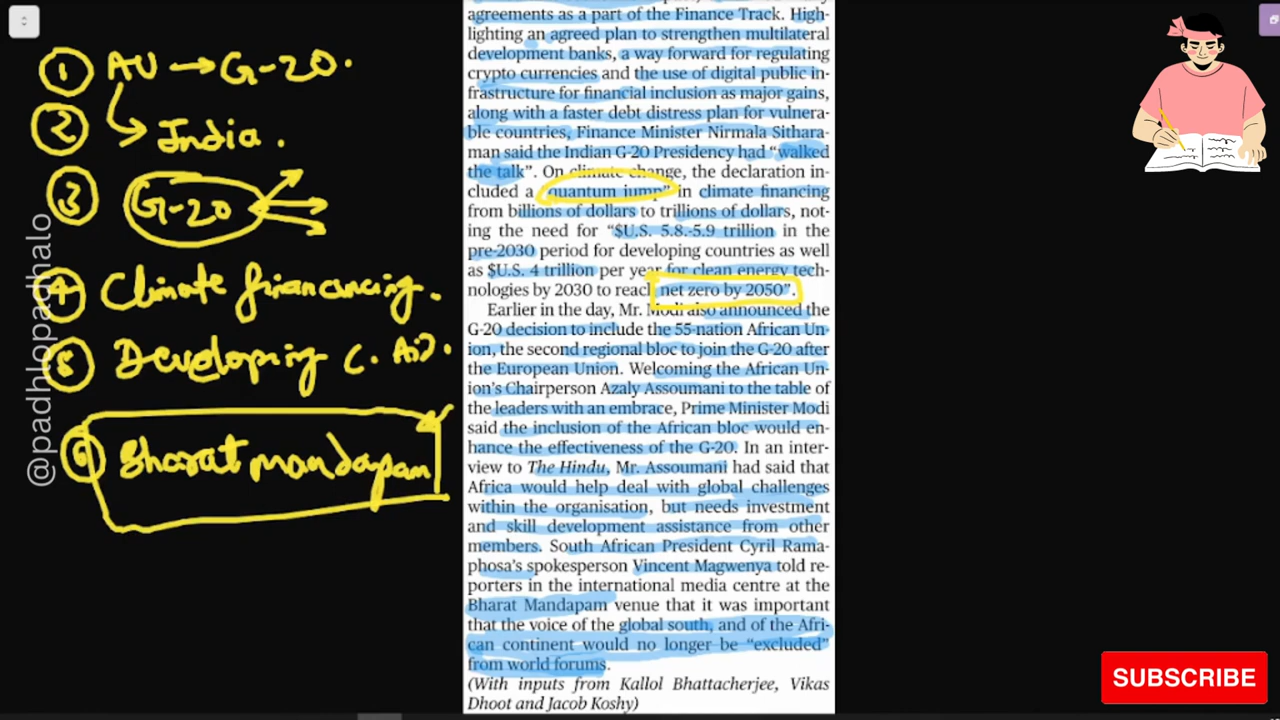 ① AU → G-20.
② India.
③ G-20
④ Climate financing.
⑤ Developing C. Aid.
⑥ Bharat mandapam
@padhlopadhalo
agreements as a part of the Finance Track. High-
lighting an agreed plan to strengthen multilateral
development banks, a way forward for regulating
crypto currencies and the use of digital public in-
frastructure for financial inclusion as major gains,
along with a faster debt distress plan for vulnera-
ble countries, Finance Minister Nirmala Sithara-
man said the Indian G-20 Presidency had “walked
the talk”. On climate change, the declaration in-
cluded a “quantum jump” in climate financing
from billions of dollars to trillions of dollars, not-
ing the need for “$U.S. 5.8.-5.9 trillion in the
pre-2030 period for developing countries as well
as $U.S. 4 trillion per year for clean energy tech-
nologies by 2030 to reach net zero by 2050”.
Earlier in the day, Mr. Modi also announced the
G-20 decision to include the 55-nation African Un-
ion, the second regional bloc to join the G-20 after
the European Union. Welcoming the African Un-
ion’s Chairperson Azaly Assoumani to the table of
the leaders with an embrace, Prime Minister Modi
said the inclusion of the African bloc would en-
hance the effectiveness of the G-20. In an inter-
view to The Hindu, Mr. Assoumani had said that
Africa would help deal with global challenges
within the organisation, but needs investment
and skill development assistance from other
members. South African President Cyril Rama-
phosa’s spokesperson Vincent Magwenya told re-
porters in the international media centre at the
Bharat Mandapam venue that it was important
that the voice of the global south, and of the Afri-
can continent would no longer be “excluded”
from world forums.
(With inputs from Kallol Bhattacherjee, Vikas
Dhoot and Jacob Koshy)
SUBSCRIBE